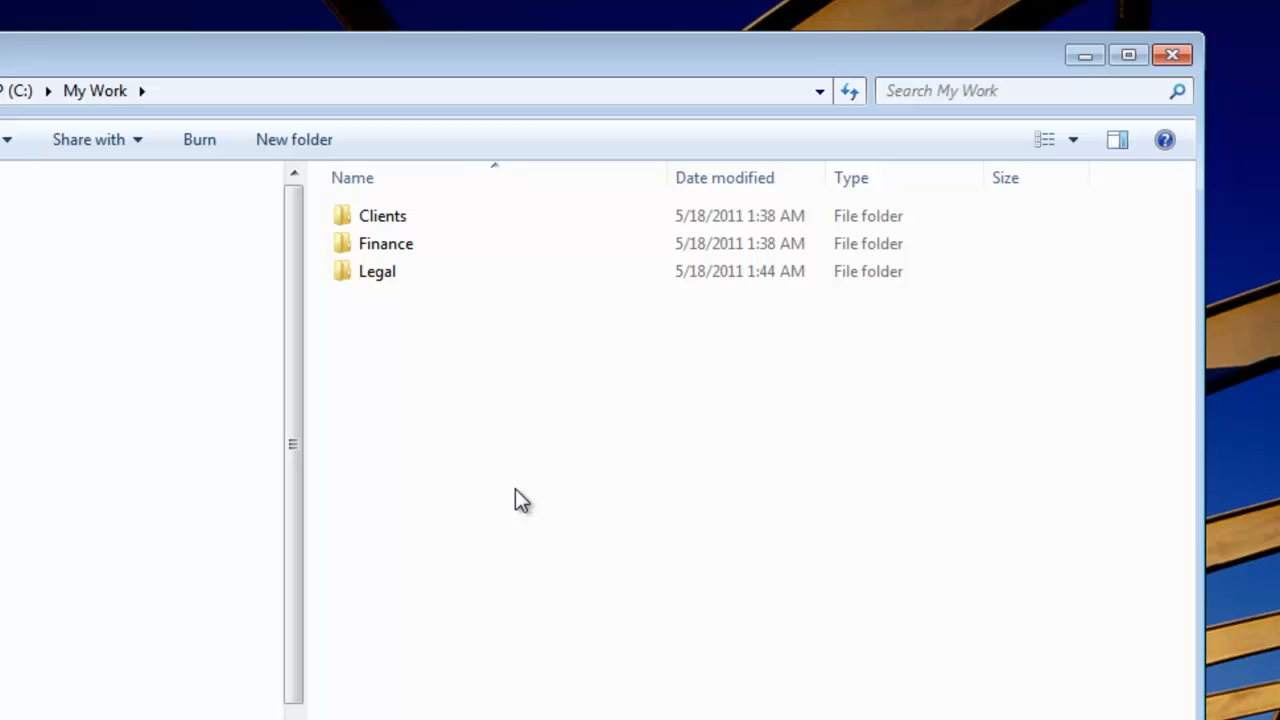 P (C:) My Work
Search My Work
Share with Burn New folder
Name Date modified Type Size
Clients 5/18/2011 1:38 AM File folder
Finance 5/18/2011 1:38 AM File folder
Legal 5/18/2011 1:44 AM File folder